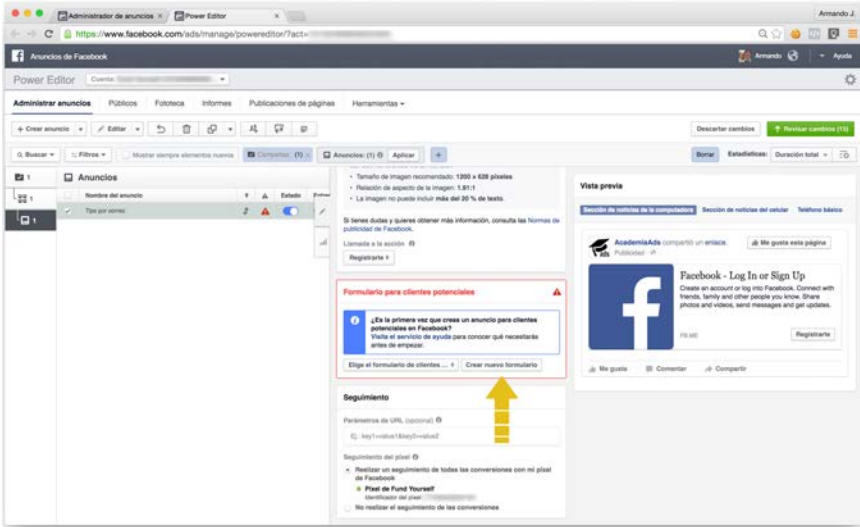 Administrador de anuncios
Power Editor
Armando J.
https://www.facebook.com/ads/manage/powereditor/?act=
Anuncios de Facebook
Armando
Ayuda
Power Editor
Cuenta:
Administrar anuncios
Públicos
Fototeca
Informes
Publicaciones de páginas
Herramientas
+ Crear anuncio
Editar
Descartar cambios
Revisar cambios (13)
Buscar
Filtros
Mostrar siempre elementos nuevos
Campañas: (1)
Anuncios: (1)
Aplicar
+
Borrar
Estadísticas:
Duración total
1
1
1
Anuncios
Nombre del anuncio
Estado
Tips por correo
• Tamaño de imagen recomendado: 1200 x 628 píxeles
• Relación de aspecto de la imagen: 1.91:1
• La imagen no puede incluir más del 20 % de texto.
Si tienes dudas y quieres obtener más información, consulta las Normas de
publicidad de Facebook.
Llamada a la acción
Registrarte
Formulario para clientes potenciales
¿Es la primera vez que creas un anuncio para clientes
potenciales en Facebook?
Visita el servicio de ayuda para conocer qué necesitarás
antes de empezar.
Elige el formulario de clientes ...
Crear nuevo formulario
Seguimiento
Parámetros de URL (opcional)
Ej.: key1=value1&key2=value2
Seguimiento del píxel
Realizar un seguimiento de todas las conversiones con mi píxel
de Facebook
Pixel de Fund Yourself
Identificador del píxel
No realizar el seguimiento de las conversiones
Vista previa
Sección de noticias de la computadora
Sección de noticias del celular
Teléfono básico
Ads
AcademiaAds compartió un enlace.
Publicidad
Me gusta esta página
Facebook - Log In or Sign Up
Create an account or log into Facebook. Connect with
friends, family and other people you know. Share
photos and videos, send messages and get updates.
FB.ME
Registrarte
Me gusta
Comentar
Compartir